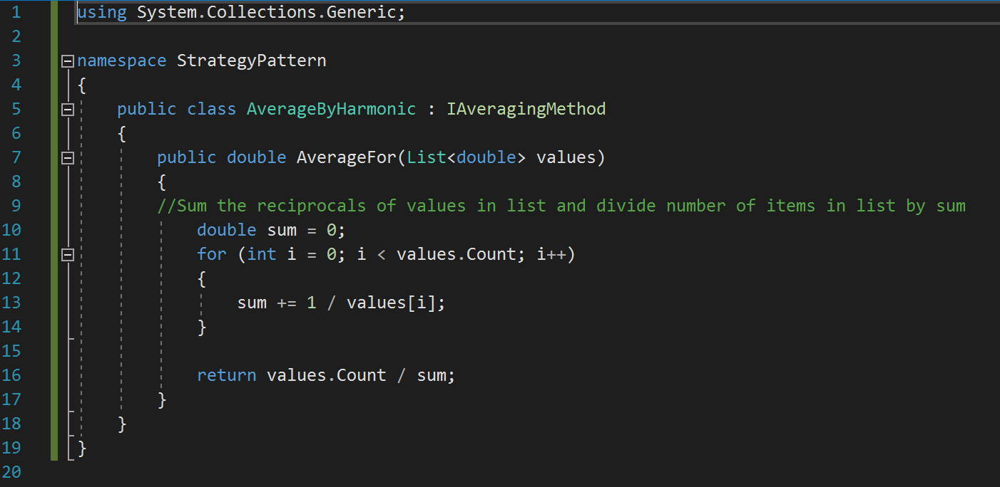 1 using System.Collections.Generic;
2
3 namespace StrategyPattern
4 {
5 public class AverageByHarmonic : IAveragingMethod
6 {
7 public double AverageFor(List<double> values)
8 {
9 //Sum the reciprocals of values in list and divide number of items in list by sum
10 double sum = 0;
11 for (int i = 0; i < values.Count; i++)
12 {
13 sum += 1 / values[i];
14 }
15
16 return values.Count / sum;
17 }
18 }
19 }
20